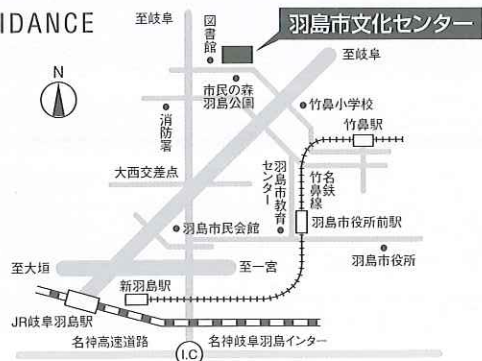 IDANCE
至岐阜
図書館
羽島市文化センター
至岐阜
N
市民の森
羽島公園
竹鼻小学校
消防署
竹鼻駅
大西交差点
羽島市教育
センター
名鉄
竹鼻線
羽島市民会館
羽島市役所前駅
羽島市役所
至大垣
至一宮
新羽島駅
JR岐阜羽島駅
名神高速道路
名神岐阜羽島インター
I.C